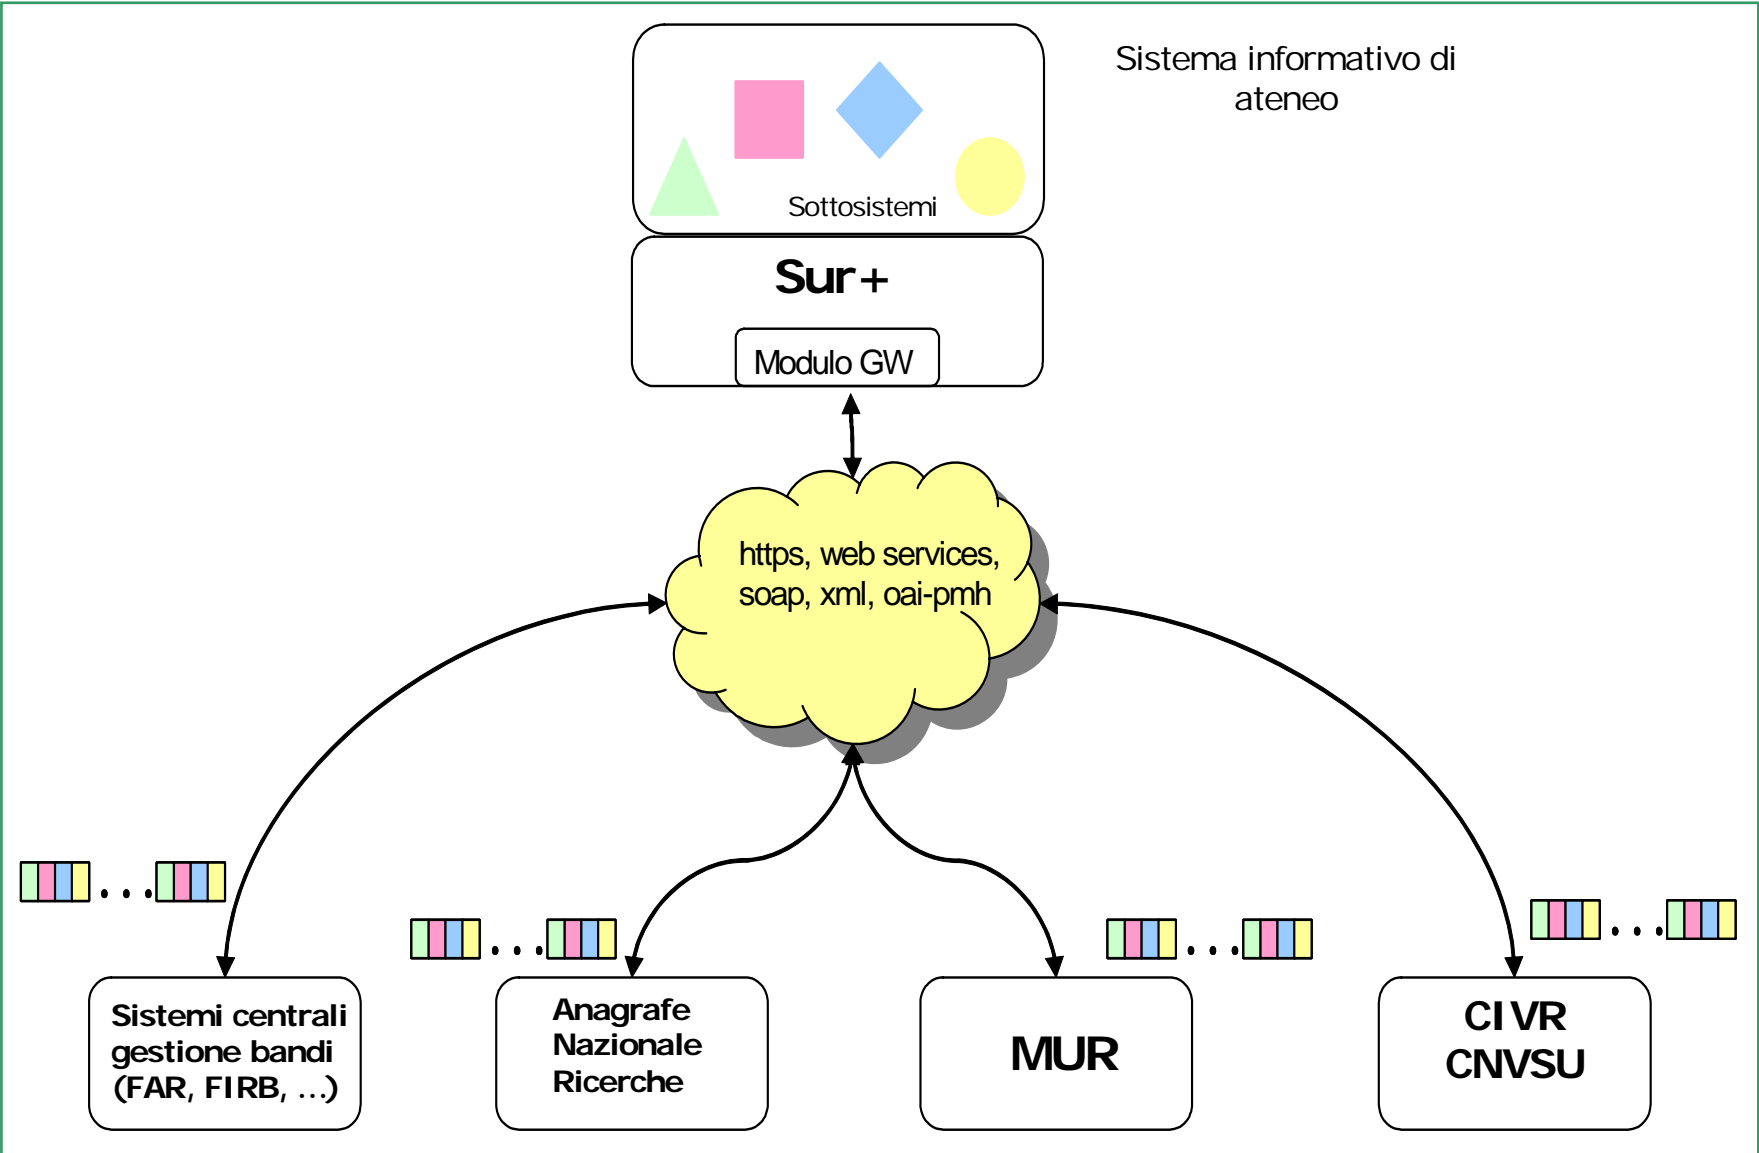 Sistema informativo di
ateneo
Sottosistemi
Sur+
Modulo GW
https, web services,
soap, xml, oai-pmh
Sistemi centrali
gestione bandi
(FAR, FIRB, ...)
Anagrafe
Nazionale
Ricerche
MUR
CIVR
CNVSU